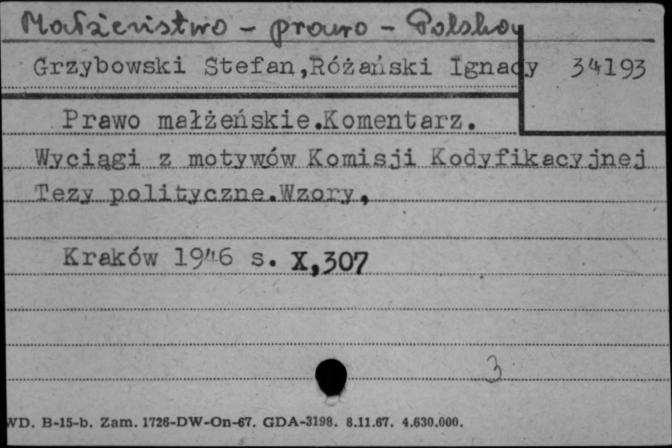 Małżeństwo - prawo - Polska
Grzybowski Stefan,Różański Ignacy 34193
Prawo małżeńskie.Komentarz.
Wyciągi z motywów Komisji Kodyfikacyjnej
Tezy polityczne.Wzory,
Kraków 1946 s. X,307
3
WD. B-15-b. Zam. 1726-DW-On-67. GDA-3198. 8.11.67. 4.630.000.